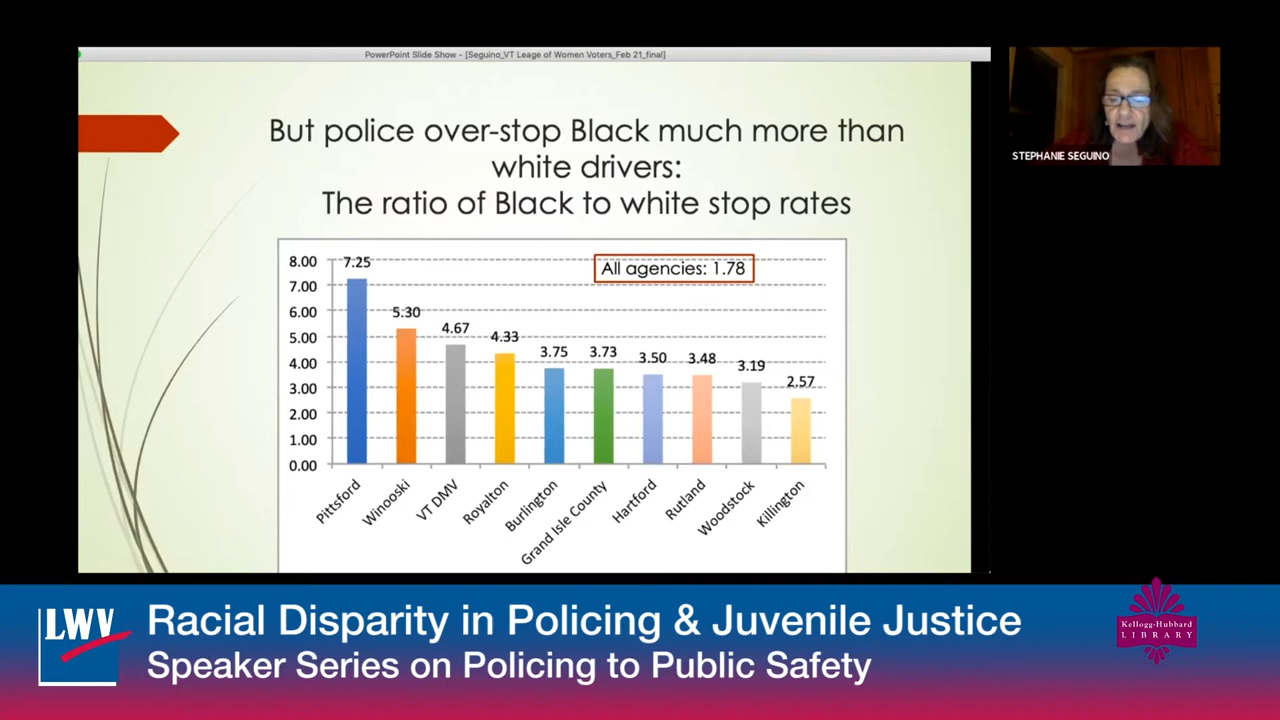 PowerPoint Slide Show - [Seguino_VT Leage of Women Voters_Feb 21_final]
STEPHANIE SEGUINO
But police over-stop Black much more than
white drivers:
The ratio of Black to white stop rates
All agencies: 1.78
8.00
7.00
6.00
5.00
4.00
3.00
2.00
1.00
0.00
7.25
5.30
4.67
4.33
3.75
3.73
3.50
3.48
3.19
2.57
Pittsford
Winooski
VT DMV
Royalton
Burlington
Grand Isle County
Hartford
Rutland
Woodstock
Killington
LWV
Racial Disparity in Policing & Juvenile Justice
Speaker Series on Policing to Public Safety
Kellogg-Hubbard
LIBRARY